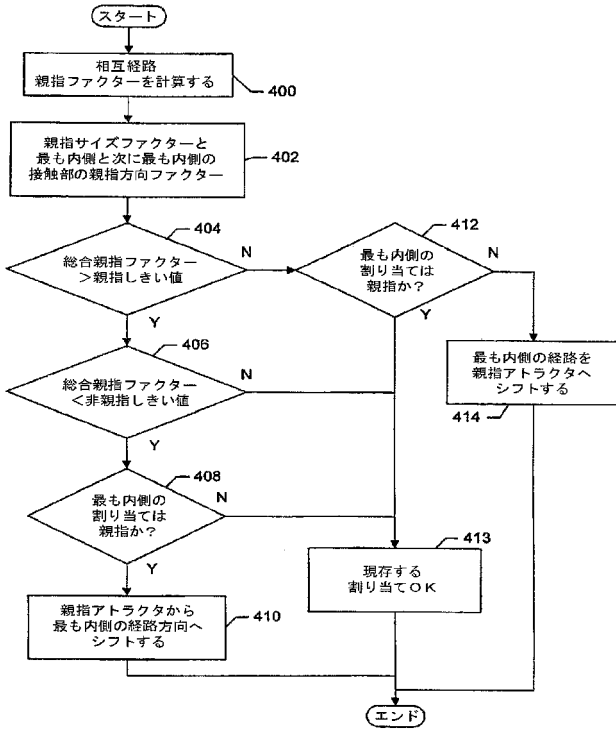 スタート
相互経路
親指ファクターを計算する
400
親指サイズファクターと
最も内側と次に最も内側の
接触部の親指方向ファクター
402
404
総合親指ファクター
>親指しきい値
N
Y
412
最も内側の
割り当ては
親指か?
N
Y
406
総合親指ファクター
<非親指しきい値
N
Y
最も内側の経路を
親指アトラクタへ
シフトする
414
408
最も内側の
割り当ては
親指か?
N
Y
413
現存する
割り当てOK
親指アトラクタから
最も内側の経路方向へ
シフトする
410
エンド